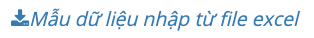 Mẫu dữ liệu nhập từ file excel